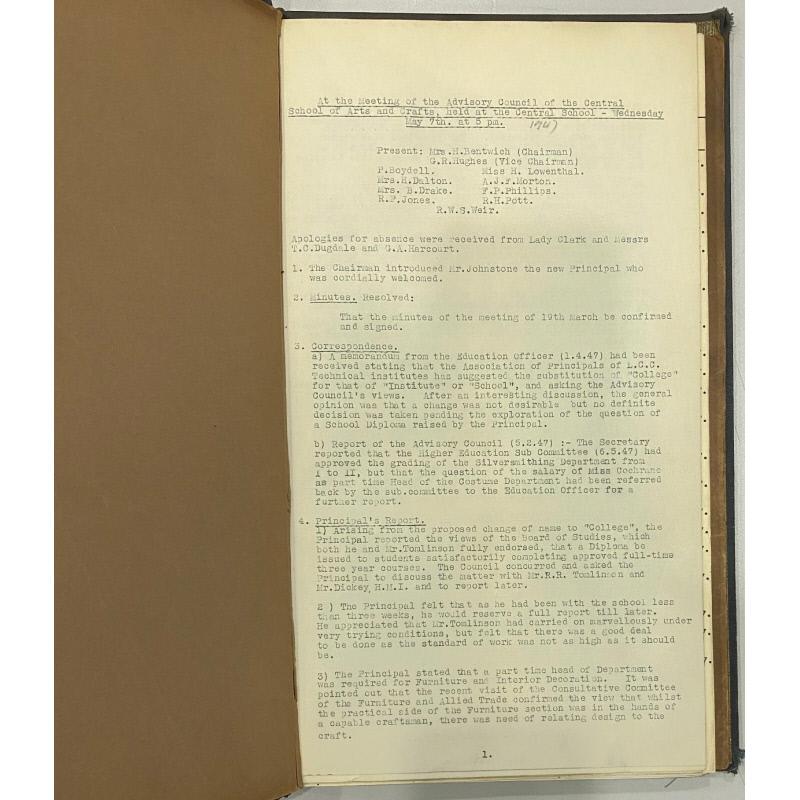 At the Meeting of the Advisory Council of the Central
School of Arts and Crafts, held at the Central School - Wednesday
May 7th. at 5 pm. 1947
Present: Mrs.H.Bentwich (Chairman)
G.R.Hughes (Vice Chairman)
P.Boydell. Miss H. Lowenthal.
Mrs.H.Dalton. A.J.F.Morton.
Mrs. B.Drake. F.P.Phillips.
R.P.Jones. R.H.Pott.
R.W.S.Weir.
Apologies for absence were received from Lady Clark and Messrs
T.C.Dugdale and G.A.Harcourt.
1. The Chairman introduced Mr.Johnstone the new Principal who
was cordially welcomed.
2. Minutes. Resolved:
That the minutes of the meeting of 19th March be confirmed
and signed.
3. Correspondence.
a) A memorandum from the Education Officer (1.4.47) had been
received stating that the Association of Principals of L.C.C.
Technical institutes has suggested the substitution of "College"
for that of "Institute" or "School", and asking the Advisory
Council's views. After an interesting discussion, the general
opinion was that a change was not desirable but no definite
decision was taken pending the exploration of the question of
a School Diploma raised by the Principal.
b) Report of the Advisory Council (5.2.47) :- The Secretary
reported that the Higher Education Sub Committee (6.5.47) had
approved the grading of the Silversmithing Department from
I to II, but that the question of the salary of Miss Cochrane
as part time Head of the Costume Department had been referred
back by the sub.committee to the Education Officer for a
further report.
4. Principal's Report.
1) Arising from the proposed change of name to "College", the
Principal reported the views of the Board of Studies, which
both he and Mr.Tomlinson fully endorsed, that a Diploma be
issued to students satisfactorily completing approved full-time
three year courses. The Council concurred and asked the
Principal to discuss the matter with Mr.R.R. Tomlinson and
Mr.Dickey H.M.I. and to report later.
2 ) The Principal felt that as he had been with the school less
than three weeks, he would reserve a full report till later.
He appreciated that Mr.Tomlinson had carried on marvellously under
very trying conditions, but felt that there was a good deal
to be done as the standard of work was not as high as it should
be.
3) The Principal stated that a part time head of Department
was required for Furniture and Interior Decoration. It was
pointed out that the recent visit of the Consultative Committee
of the Furniture and Allied Trade confirmed the view that whilst
the practical side of the Furniture section was in the hands of
a capable craftsman, there was need of relating design to the
craft.
1.